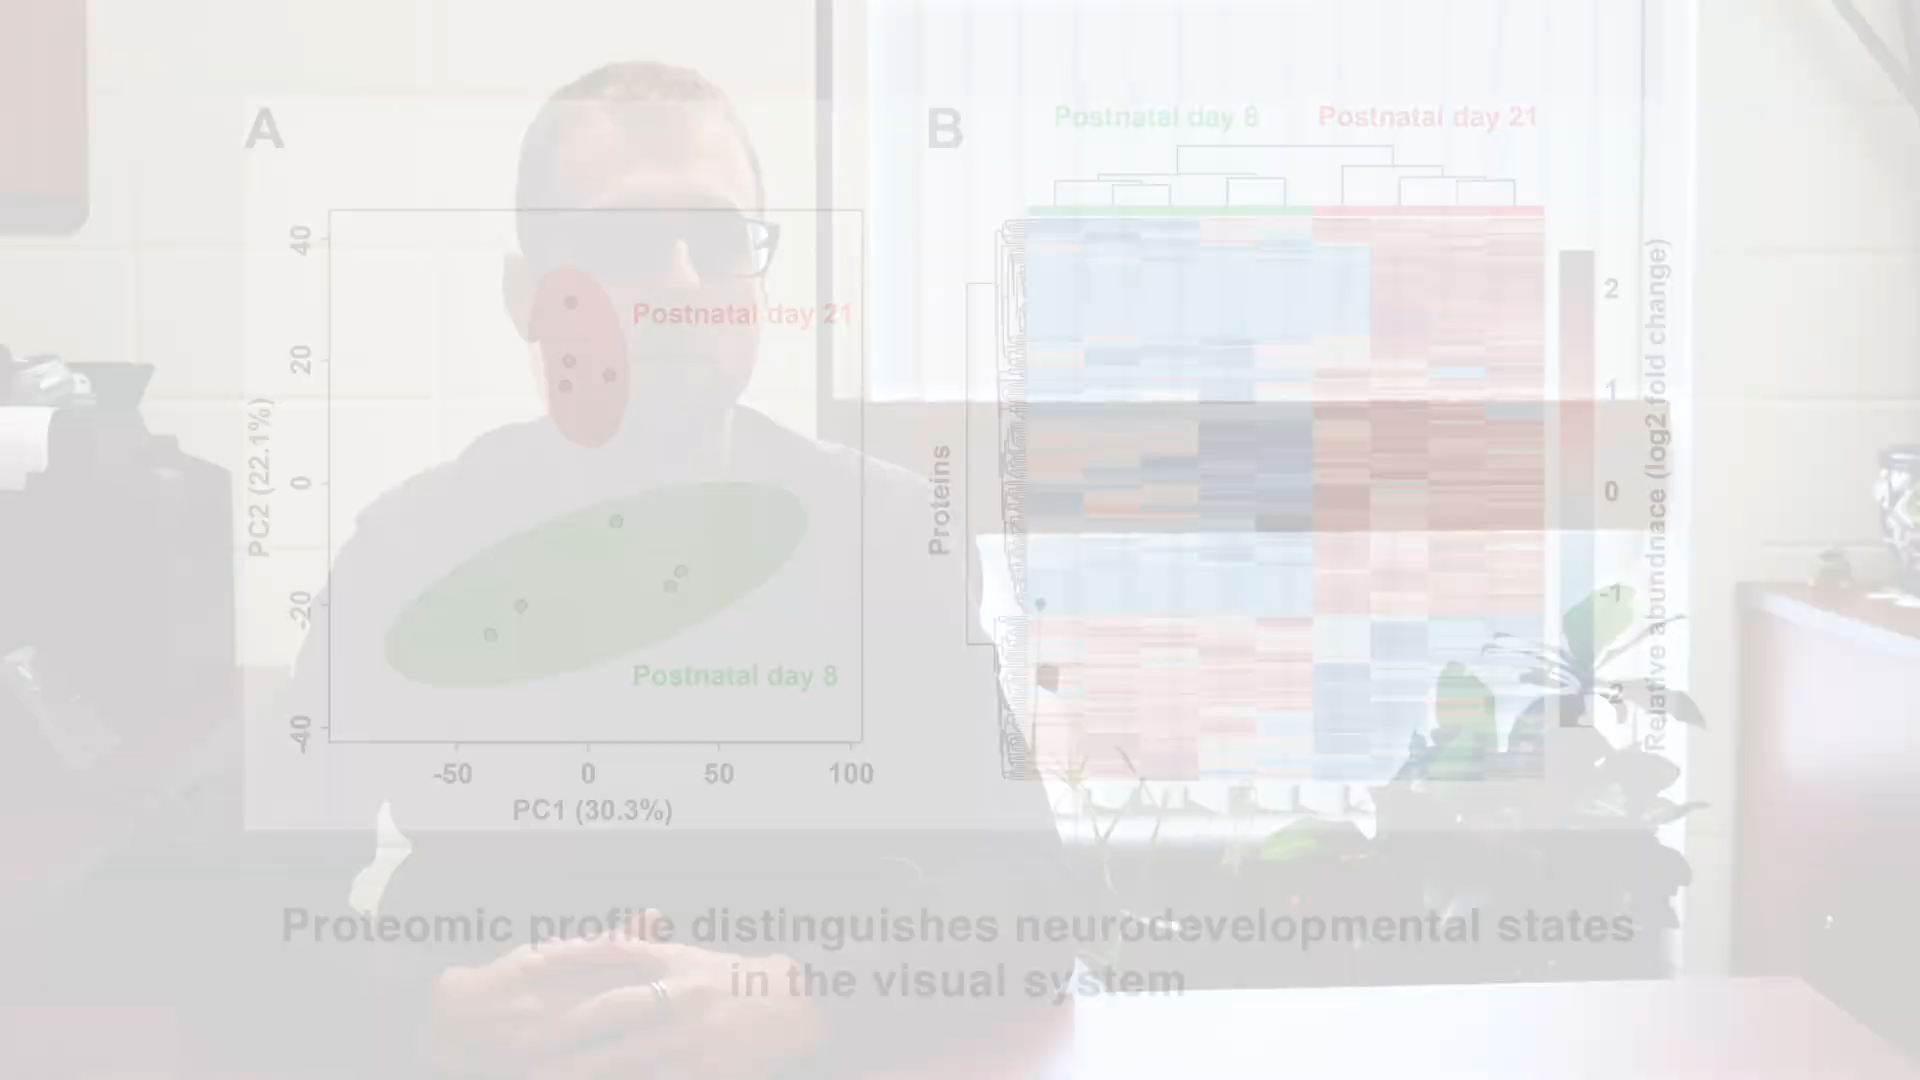 A
B
Postnatal day 8
Postnatal day 21
40
20
0
-20
-40
PC2 (22.1%)
Postnatal day 21
Postnatal day 8
-50
0
50
100
PC1 (30.3%)
Proteins
2
1
0
-1
-2
Relative abundnace (log2 fold change)
Proteomic profile distinguishes neurodevelopmental states
in the visual system